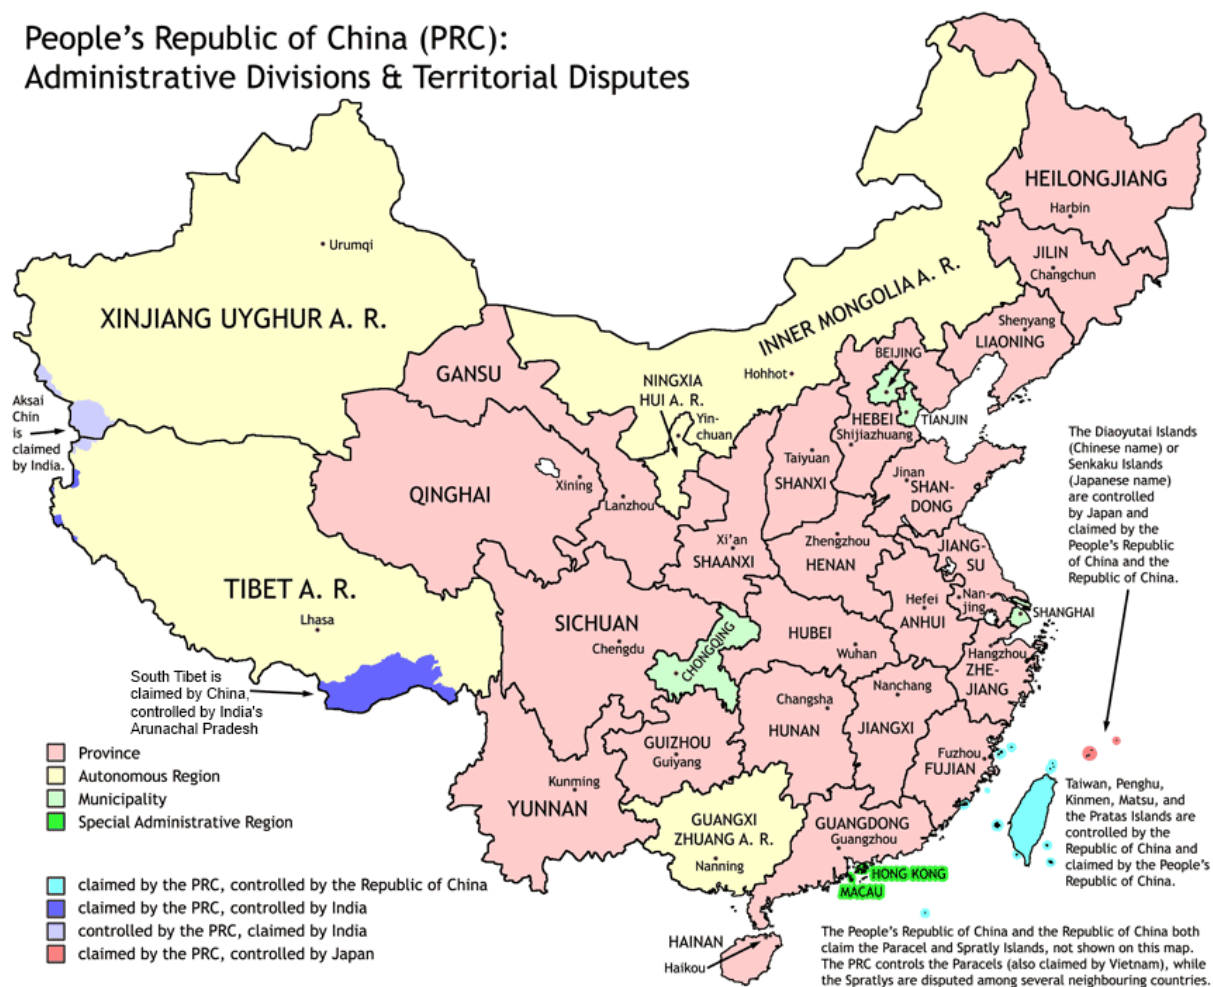 People's Republic of China (PRC):
Administrative Divisions & Territorial Disputes
HEILONGJIANG
Harbin
JILIN
Changchun
Urumqi
XINJIANG UYGHUR A. R.
INNER MONGOLIA A. R.
Shenyang
LIAONING
BEIJING
GANSU
Hohhot
NINGXIA
HUI A. R.
Yin-
chuan
HEBEI
TIANJIN
Shijiazhuang
Aksai
Chin
is
claimed
by India.
The Diaoyutai Islands
(Chinese name) or
Senkaku Islands
(Japanese name)
are controlled
by Japan and
claimed by the
People's Republic
of China and the
Republic of China.
Taiyuan
SHANXI
Jinan
SHAN-
DONG
QINGHAI
Xining
Lanzhou
Xi'an
SHAANXI
Zhengzhou
HENAN
JIANG-
SU
TIBET A. R.
Lhasa
Hefei
ANHUI
Nan-
jing
SHANGHAI
SICHUAN
Chengdu
CHONGQING
HUBEI
Wuhan
Hangzhou
ZHE-
JIANG
South Tibet is
claimed by China,
controlled by India's
Arunachal Pradesh
Changsha
HUNAN
Nanchang
JIANGXI
GUIZHOU
Guiyang
Fuzhou
FUJIAN
Kunming
YUNNAN
GUANGXI
ZHUANG A. R.
Nanning
GUANGDONG
Guangzhou
HONG KONG
MACAU
Taiwan, Penghu,
Kinmen, Matsu, and
the Pratas Islands are
controlled by the
Republic of China and
claimed by the People's
Republic of China.
HAINAN
Haikou
Province
Autonomous Region
Municipality
Special Administrative Region
claimed by the PRC, controlled by the Republic of China
claimed by the PRC, controlled by India
controlled by the PRC, claimed by India
claimed by the PRC, controlled by Japan
The People's Republic of China and the Republic of China both
claim the Paracel and Spratly Islands, not shown on this map.
The PRC controls the Paracels (also claimed by Vietnam), while
the Spratlys are disputed among several neighbouring countries.